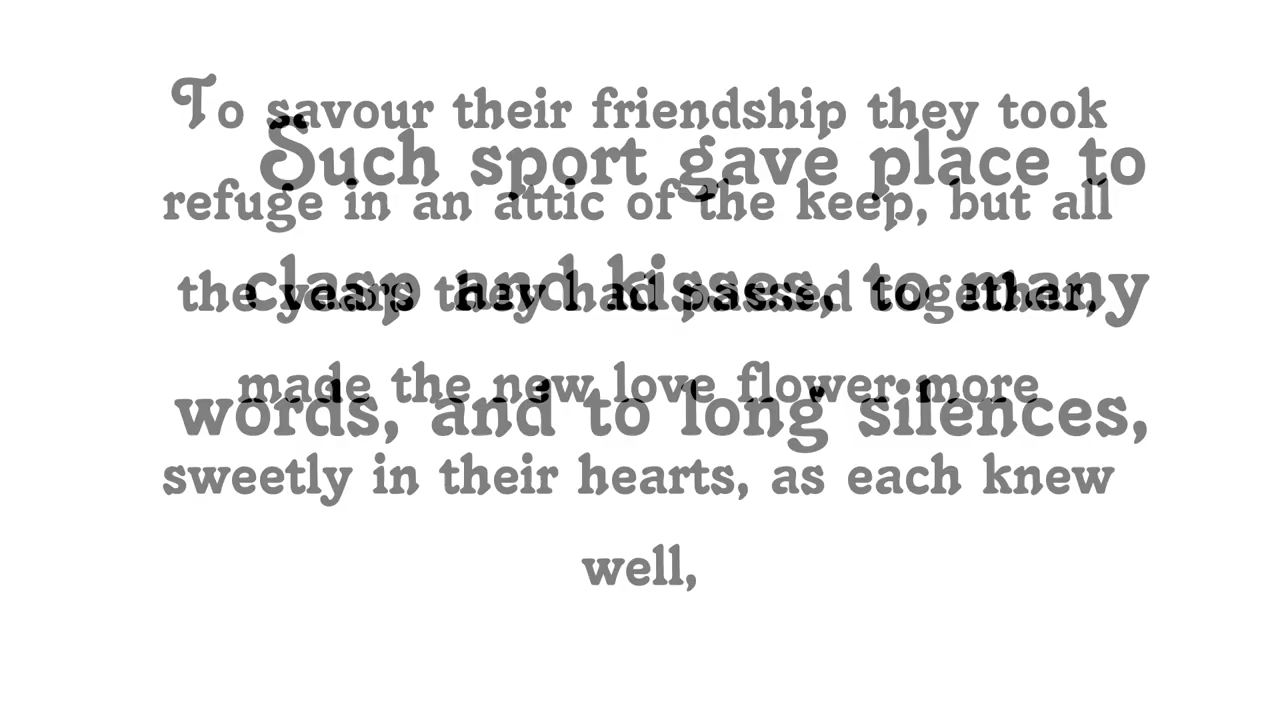 To savour their friendship they took
refuge in an attic of the keep, but all
the years they had passed together,
made the new love flower more
sweetly in their hearts, as each knew
well,
Such sport gave place to
clasp and kisses, to many
words, and to long silences,